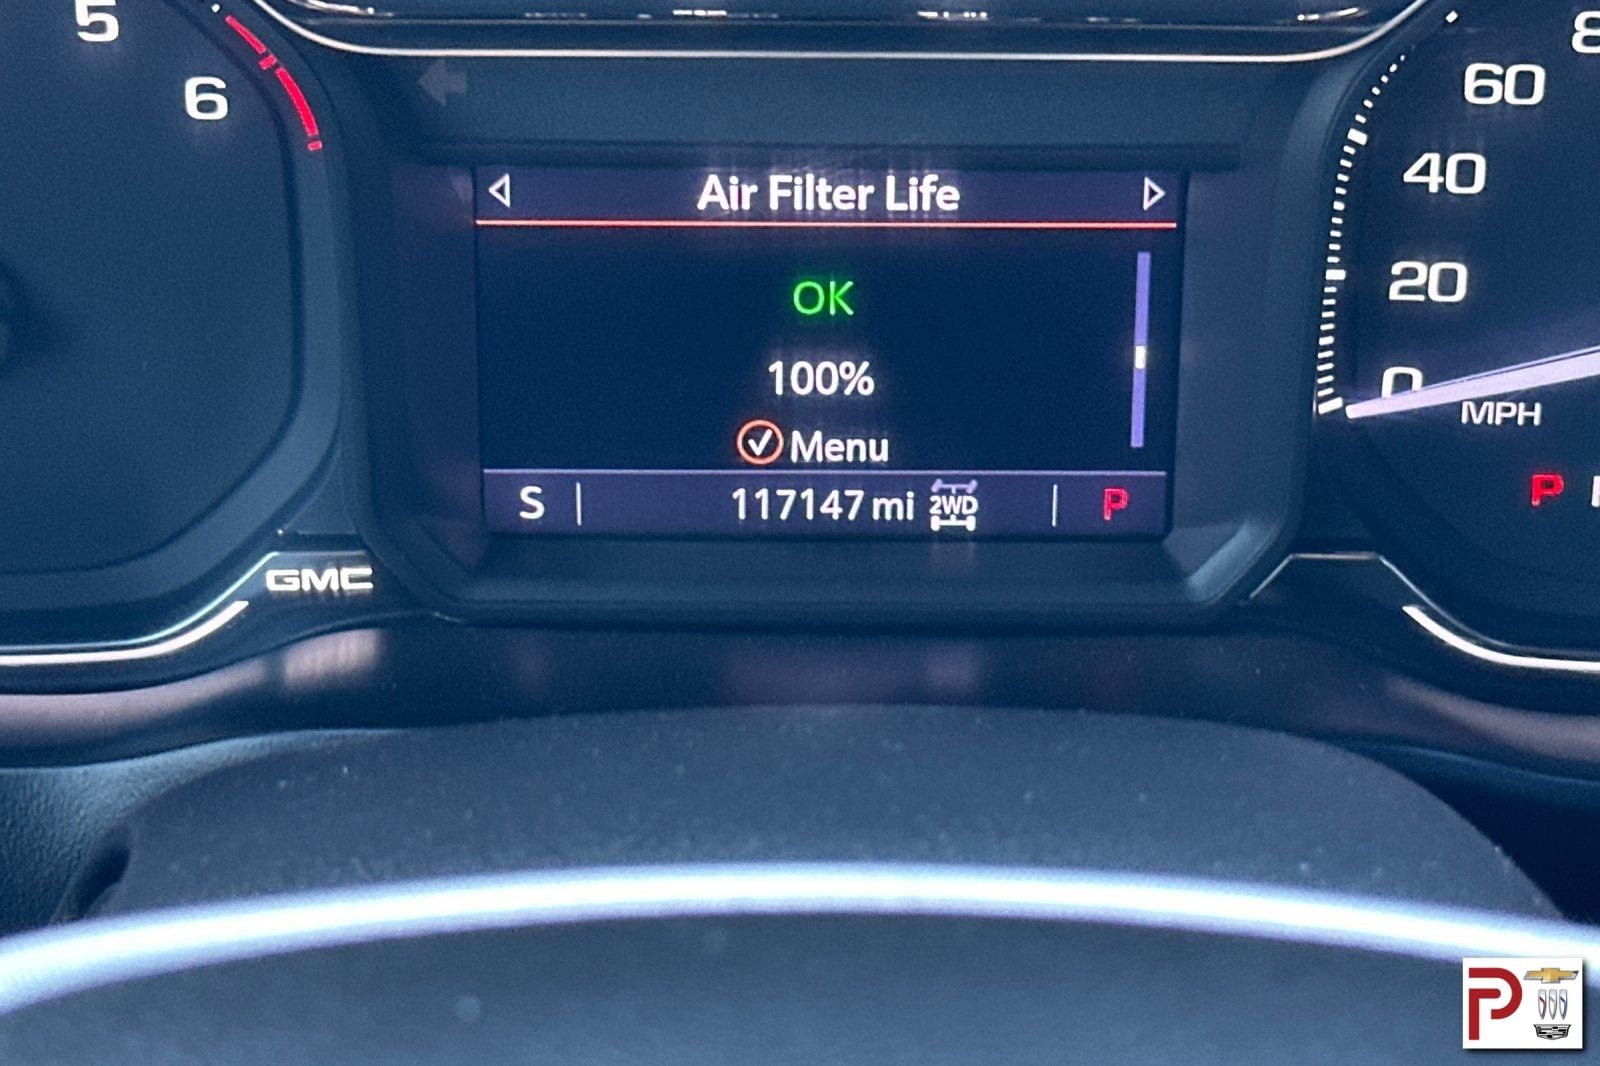 5
6
Air Filter Life
OK
100%
Menu
S
117147 mi 2WD
P
GMC
60
40
20
0
MPH
P
P